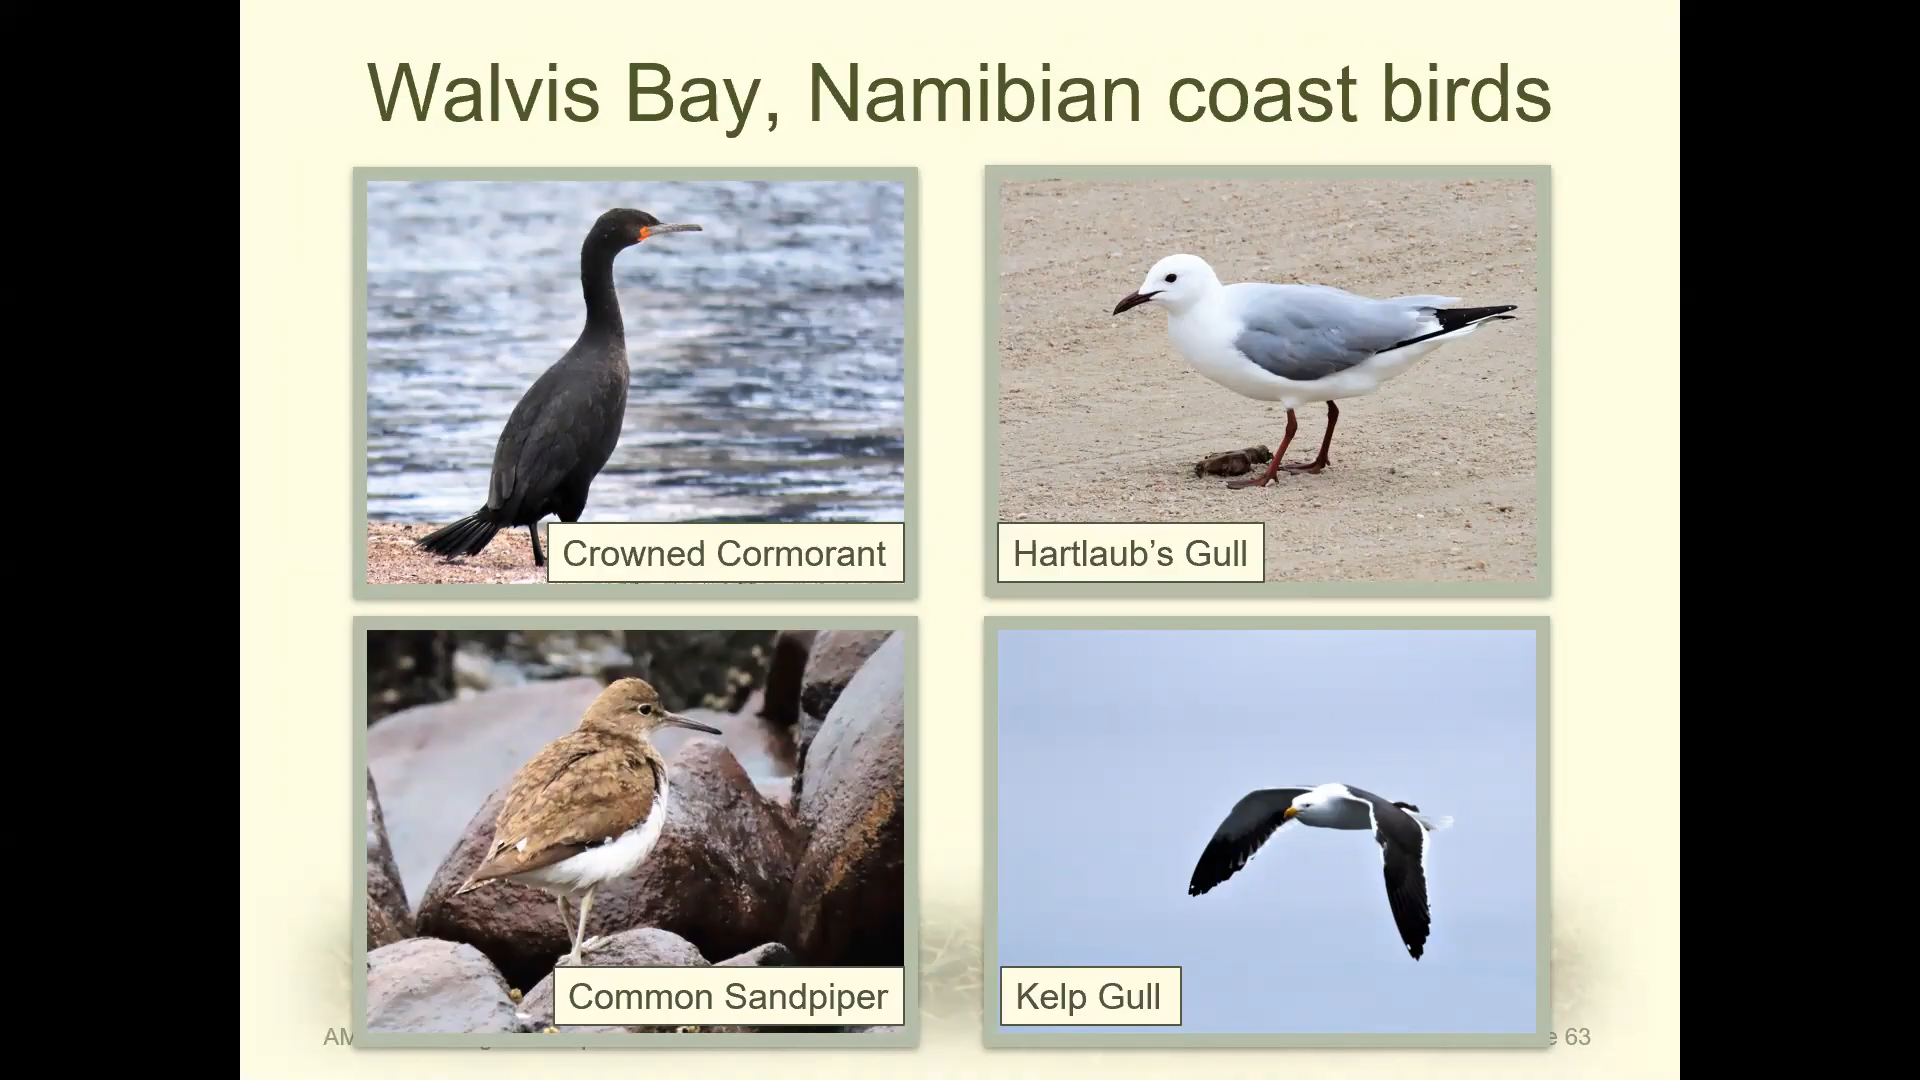 Walvis Bay, Namibian coast birds
Crowned Cormorant
Hartlaub’s Gull
Common Sandpiper
Kelp Gull
63